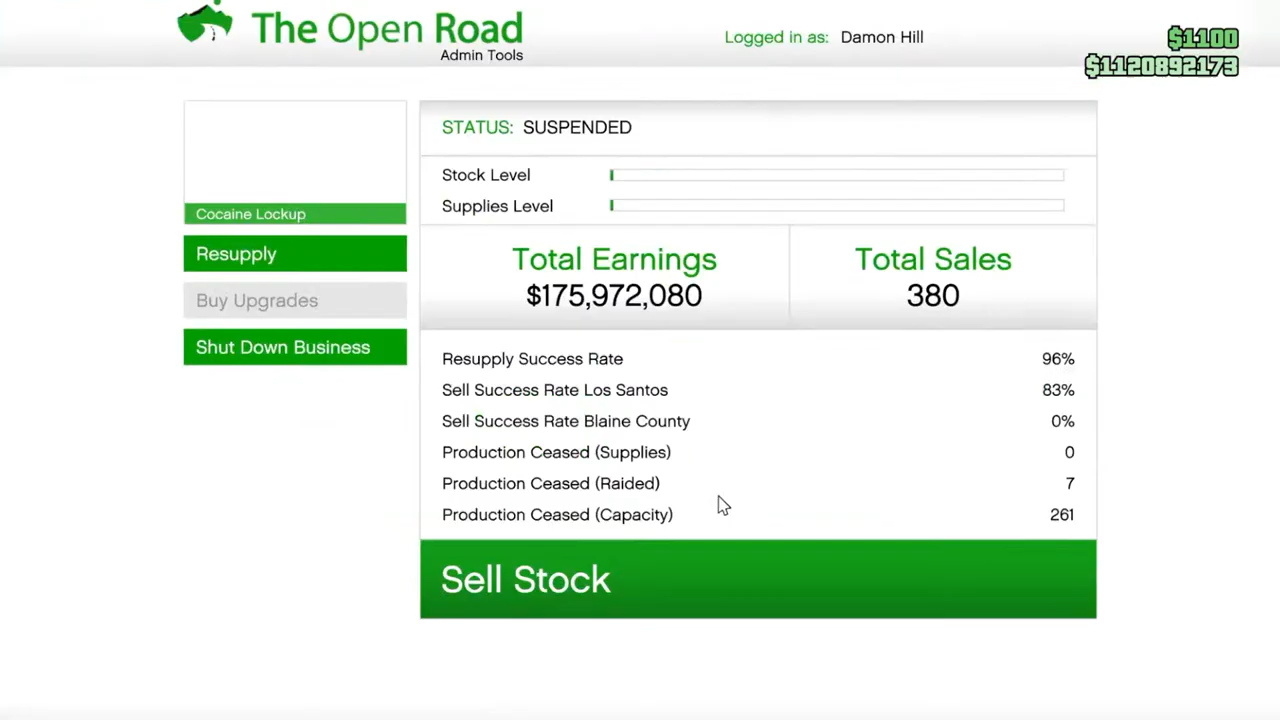 The Open Road
Admin Tools
Logged in as: Damon Hill
$1100
$1120892173
Cocaine Lockup
Resupply
Buy Upgrades
Shut Down Business
STATUS: SUSPENDED
Stock Level
Supplies Level
Total Earnings
$175,972,080
Total Sales
380
Resupply Success Rate 96%
Sell Success Rate Los Santos 83%
Sell Success Rate Blaine County 0%
Production Ceased (Supplies) 0
Production Ceased (Raided) 7
Production Ceased (Capacity) 261
Sell Stock